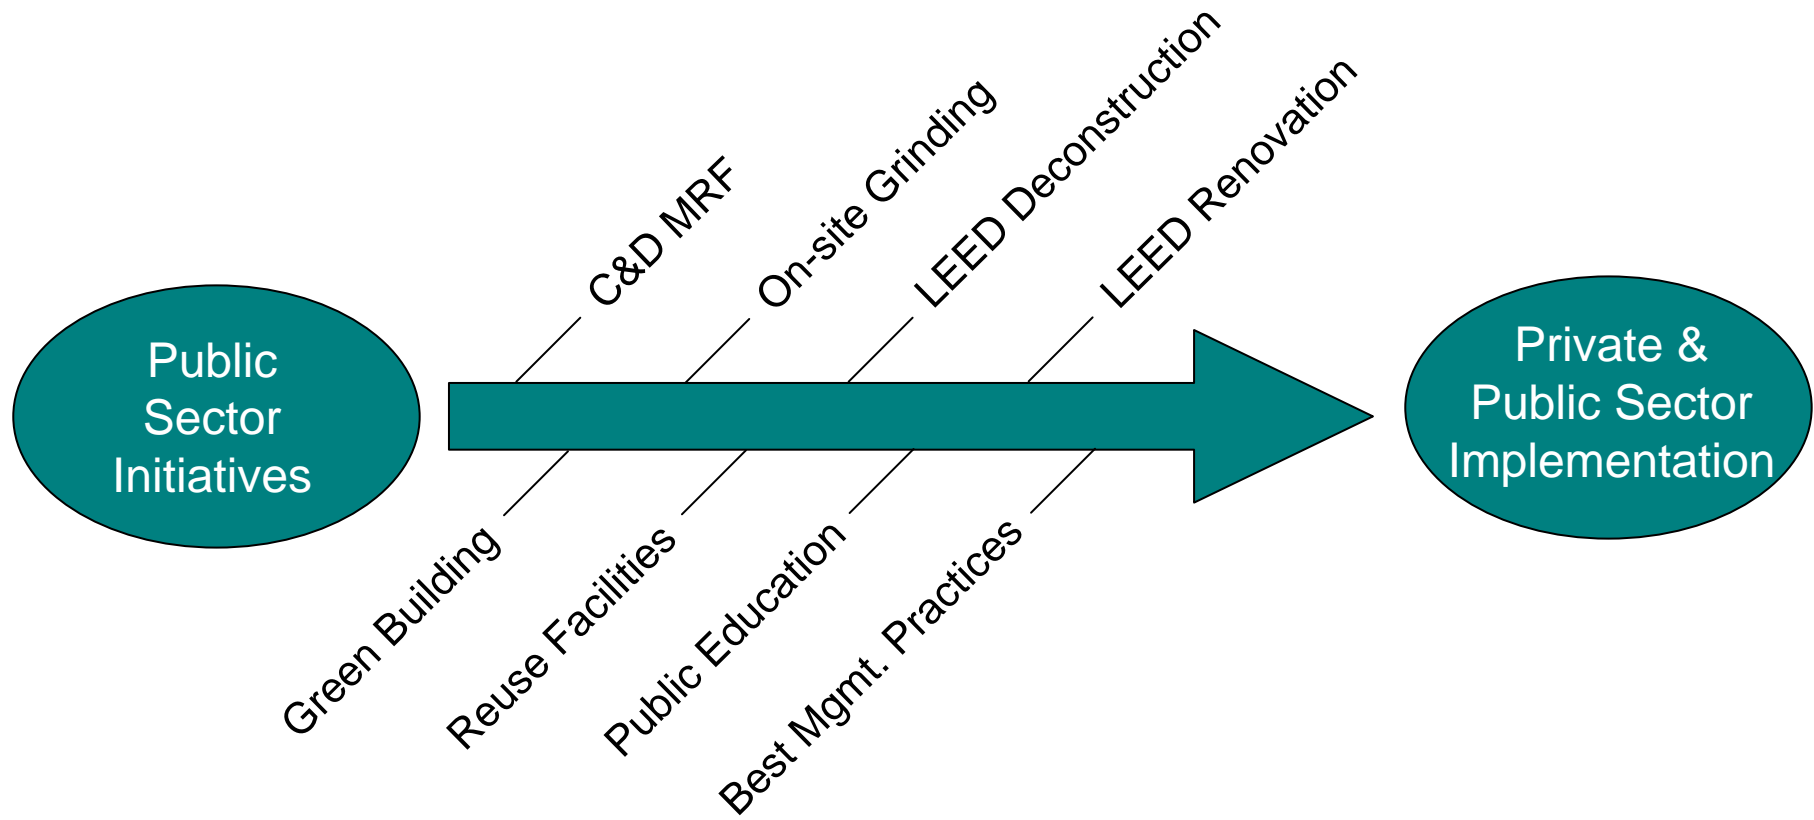 Public
Sector
Initiatives
C&D MRF
On-site Grinding
LEED Deconstruction
LEED Renovation
Green Building
Reuse Facilities
Public Education
Best Mgmt. Practices
Private &
Public Sector
Implementation